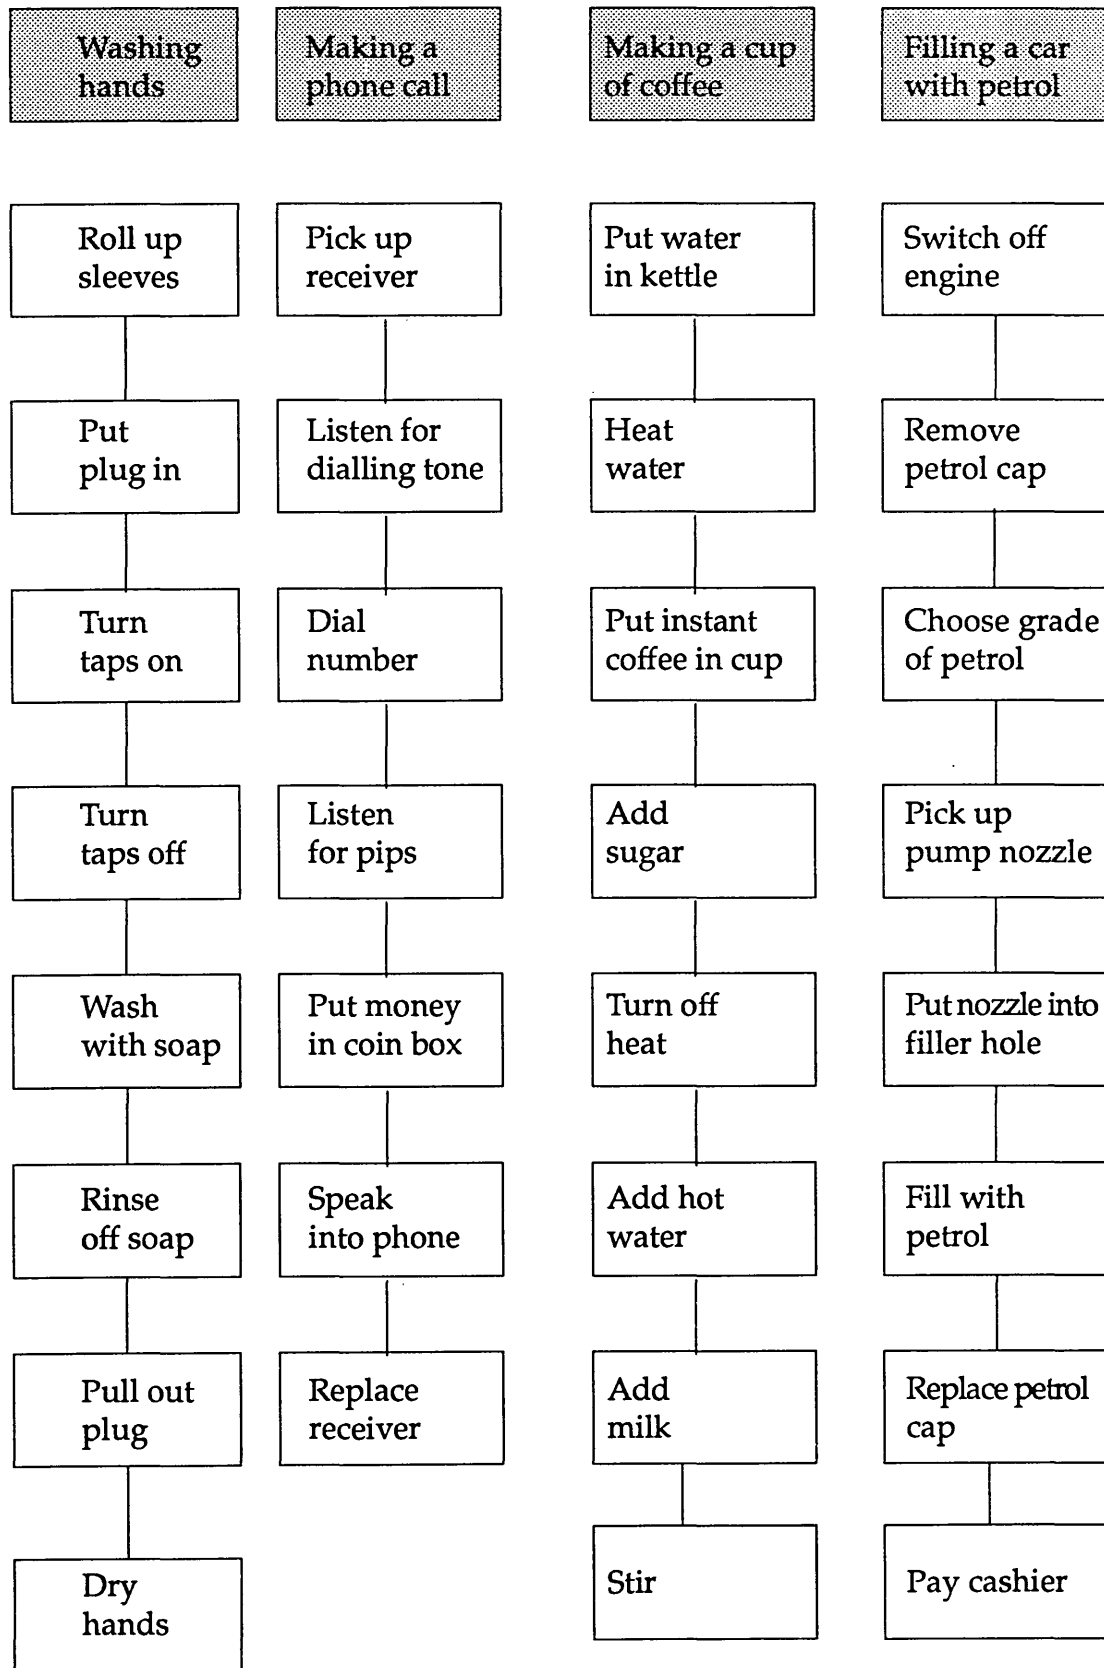 Washing
hands
Making a
phone call
Making a cup
of coffee
Filling a car
with petrol
Roll up
sleeves
Put
plug in
Turn
taps on
Turn
taps off
Wash
with soap
Rinse
off soap
Pull out
plug
Dry
hands
Pick up
receiver
Listen for
dialling tone
Dial
number
Listen
for pips
Put money
in coin box
Speak
into phone
Replace
receiver
Put water
in kettle
Heat
water
Put instant
coffee in cup
Add
sugar
Turn off
heat
Add hot
water
Add
milk
Stir
Switch off
engine
Remove
petrol cap
Choose grade
of petrol
Pick up
pump nozzle
Put nozzle into
filler hole
Fill with
petrol
Replace petrol
cap
Pay cashier